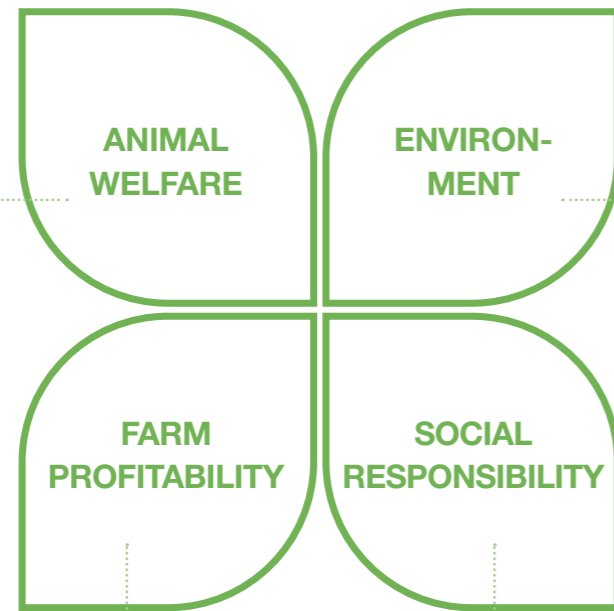 ANIMAL
WELFARE
ENVIRON-
MENT
FARM
PROFITABILITY
SOCIAL
RESPONSIBILITY